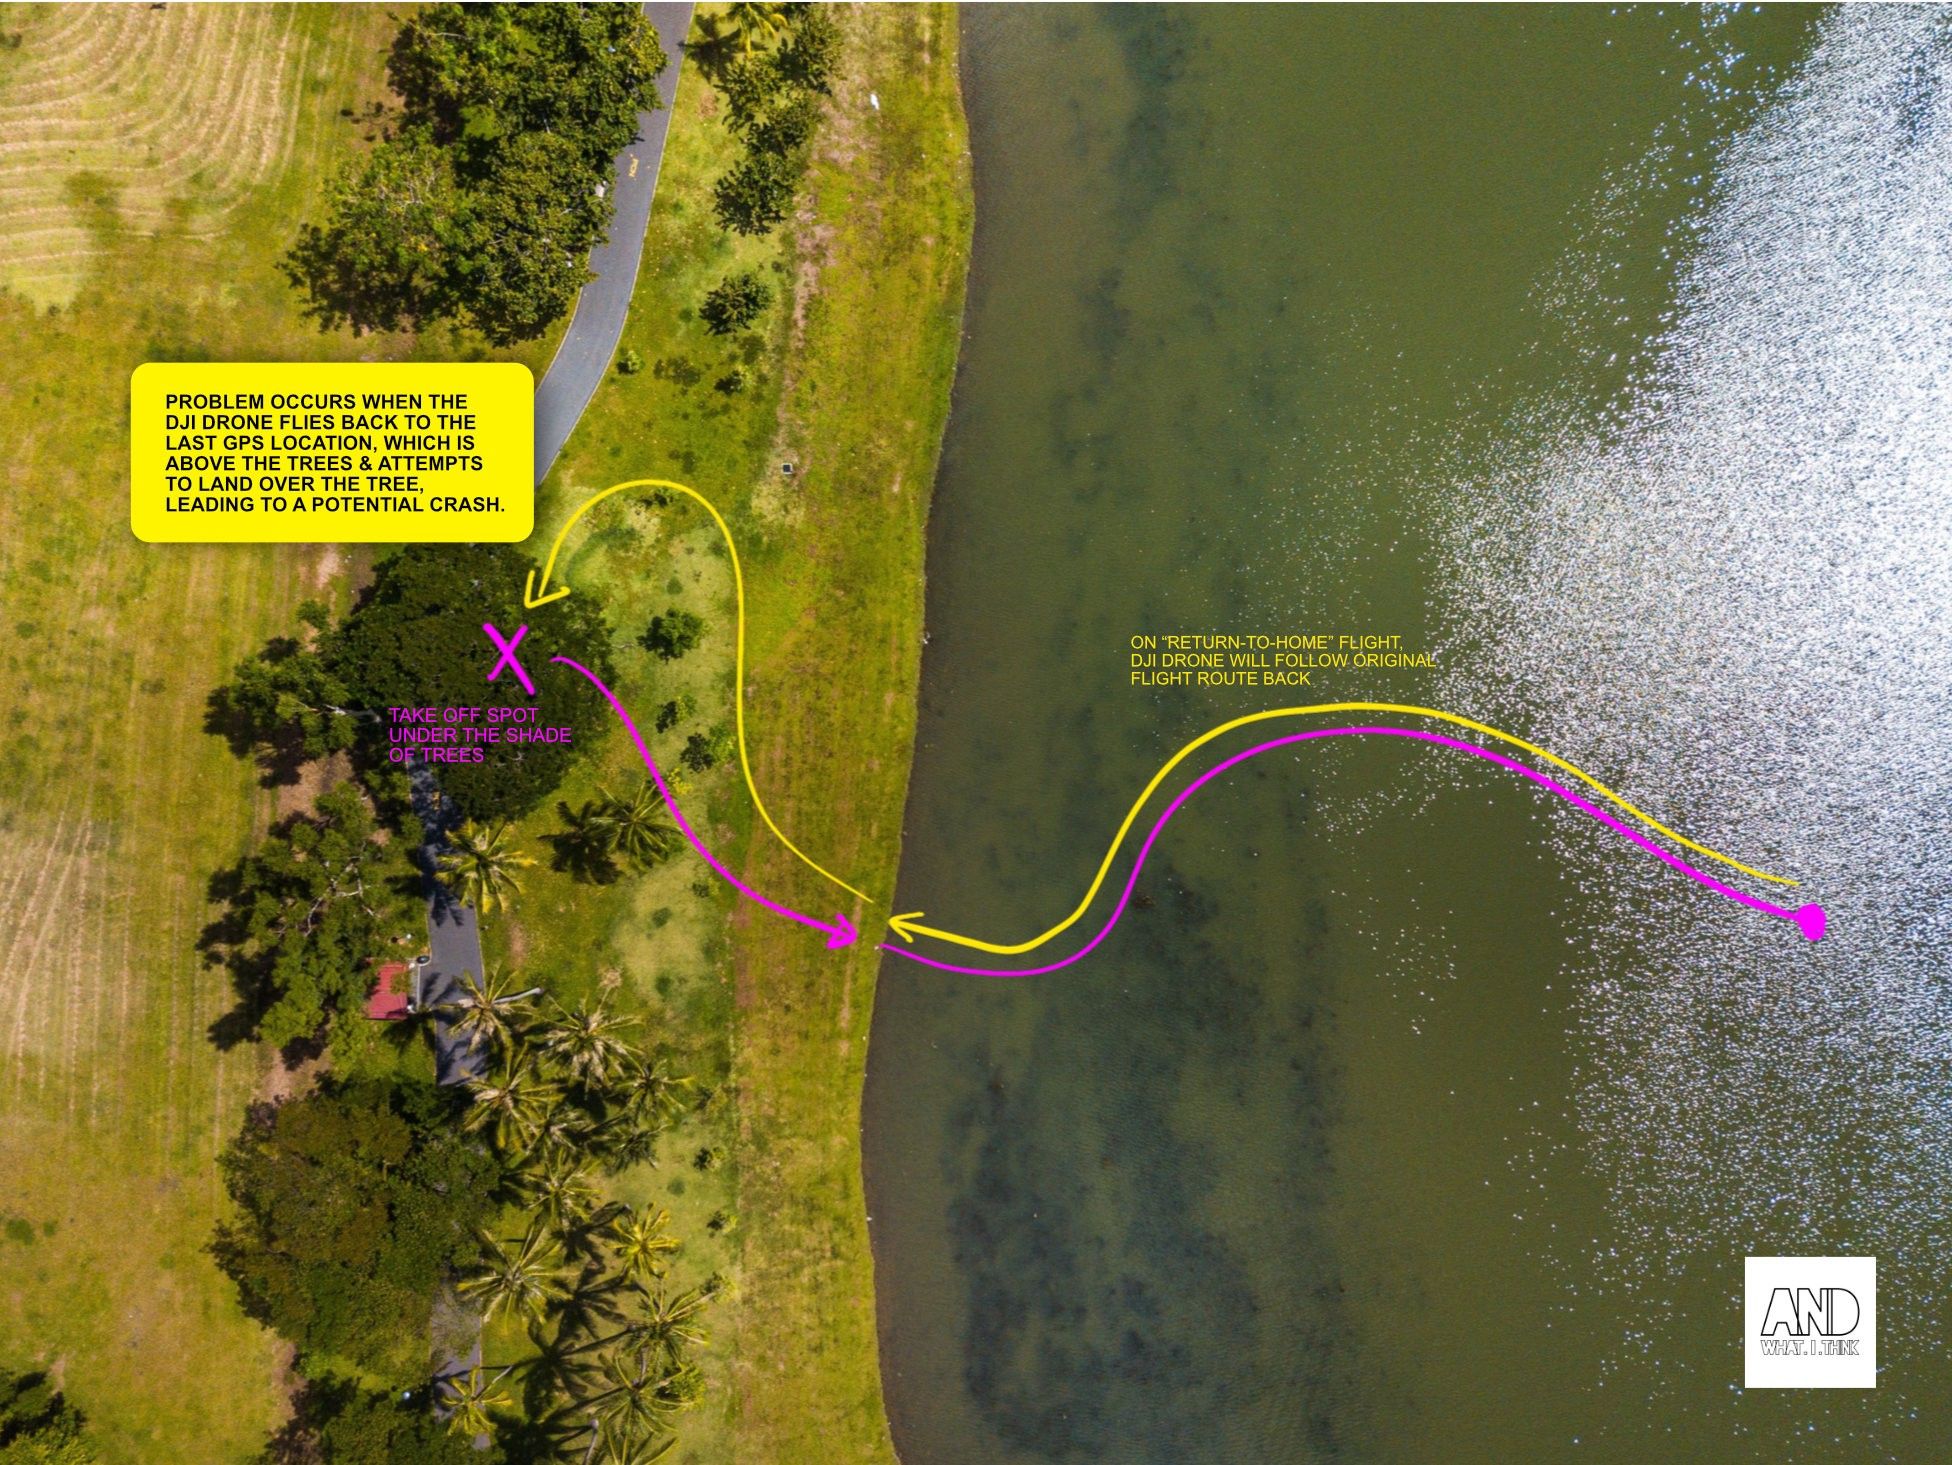 PROBLEM OCCURS WHEN THE
DJI DRONE FLIES BACK TO THE
LAST GPS LOCATION, WHICH IS
ABOVE THE TREES & ATTEMPTS
TO LAND OVER THE TREE,
LEADING TO A POTENTIAL CRASH.
ON “RETURN-TO-HOME” FLIGHT,
DJI DRONE WILL FOLLOW ORIGINAL
FLIGHT ROUTE BACK
TAKE OFF SPOT
UNDER THE SHADE
OF TREES
AND
WHAT.I.THINK